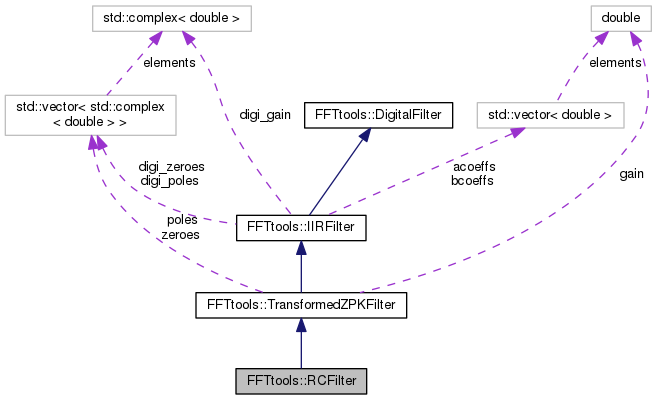 std::complex< double >
double
elements
elements
std::vector< std::complex
< double > >
digi_gain
FFTtools::DigitalFilter
std::vector< double >
digi_zeroes
digi_poles
acoeffs
bcoeffs
gain
poles
zeroes
FFTtools::IIRFilter
FFTtools::TransformedZPKFilter
FFTtools::RCFilter